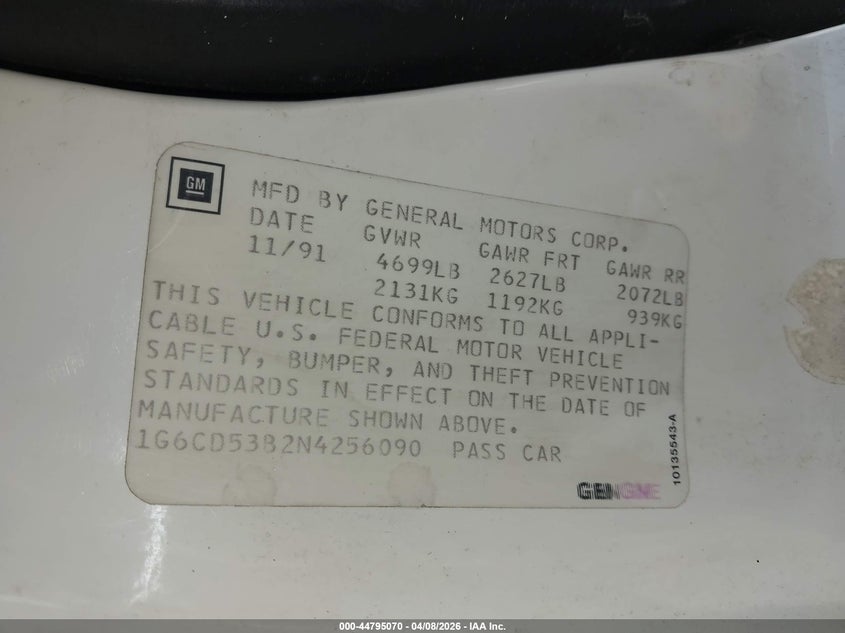 GM
MFD BY GENERAL MOTORS CORP.
DATE GVWR GAWR FRT GAWR RR
11/91 4699LB 2627LB 2072LB
2131KG 1192KG 939KG
THIS VEHICLE CONFORMS TO ALL APPLI-
CABLE U.S. FEDERAL MOTOR VEHICLE
SAFETY, BUMPER, AND THEFT PREVENTION
STANDARDS IN EFFECT ON THE DATE OF
MANUFACTURE SHOWN ABOVE.
1G6CD53B2N4256090 PASS CAR
10135543-A
000-44795070 - 04/08/2026 - IAA Inc.